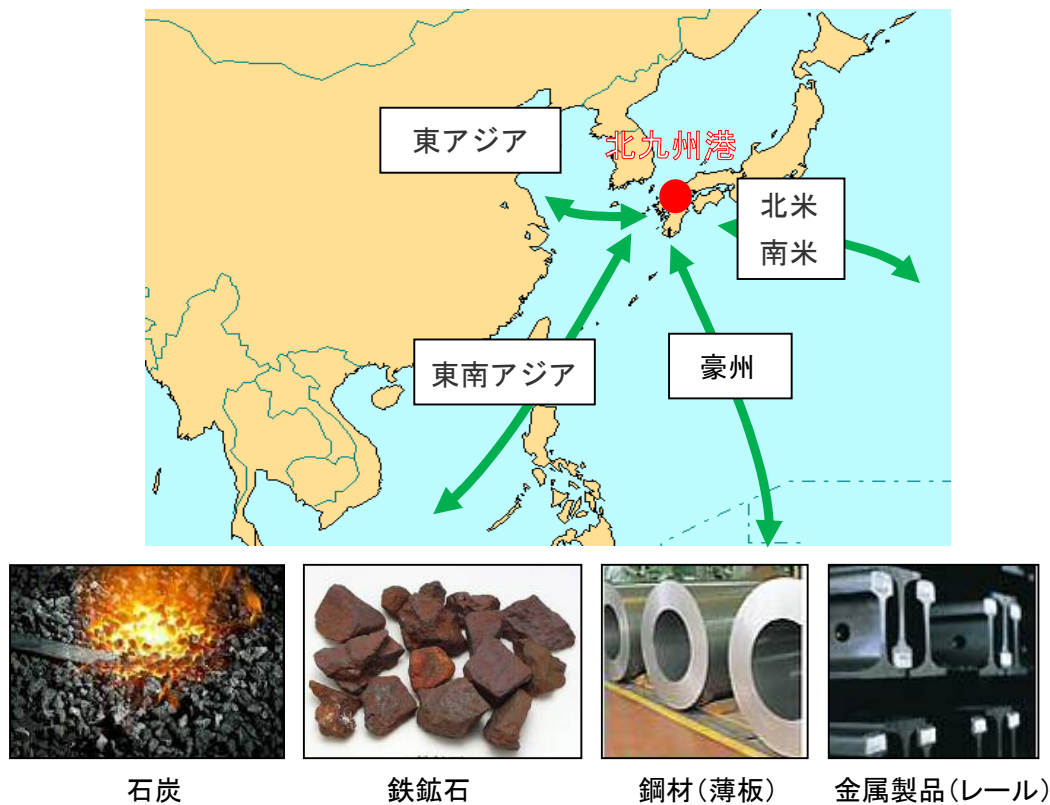 東アジア
北九州港
北米
南米
東南アジア
豪州
石炭
鉄鉱石
鋼材(薄板)
金属製品(レール)